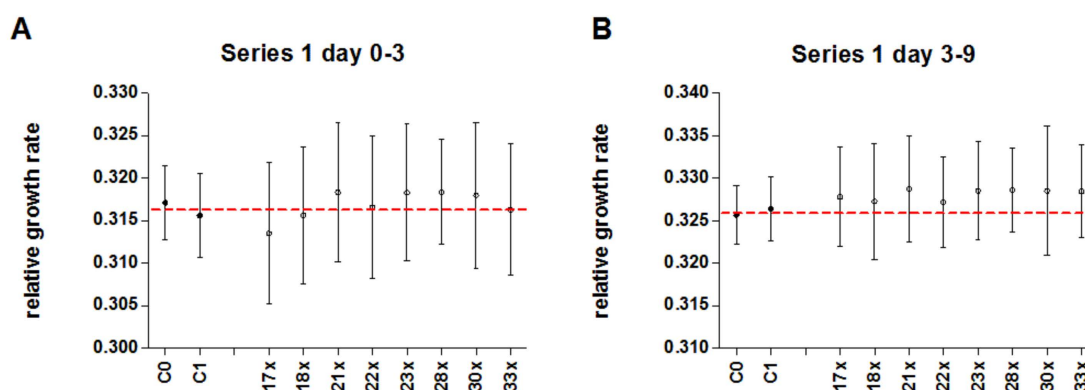 A
Series 1 day 0-3
relative growth rate
0.330
0.325
0.320
0.315
0.310
0.305
0.300
C0
C1
17x
18x
21x
22x
23x
28x
30x
33x
B
Series 1 day 3-9
relative growth rate
0.340
0.335
0.330
0.325
0.320
0.315
0.310
C0
C1
17x
18x
21x
22x
23x
28x
30x
33x